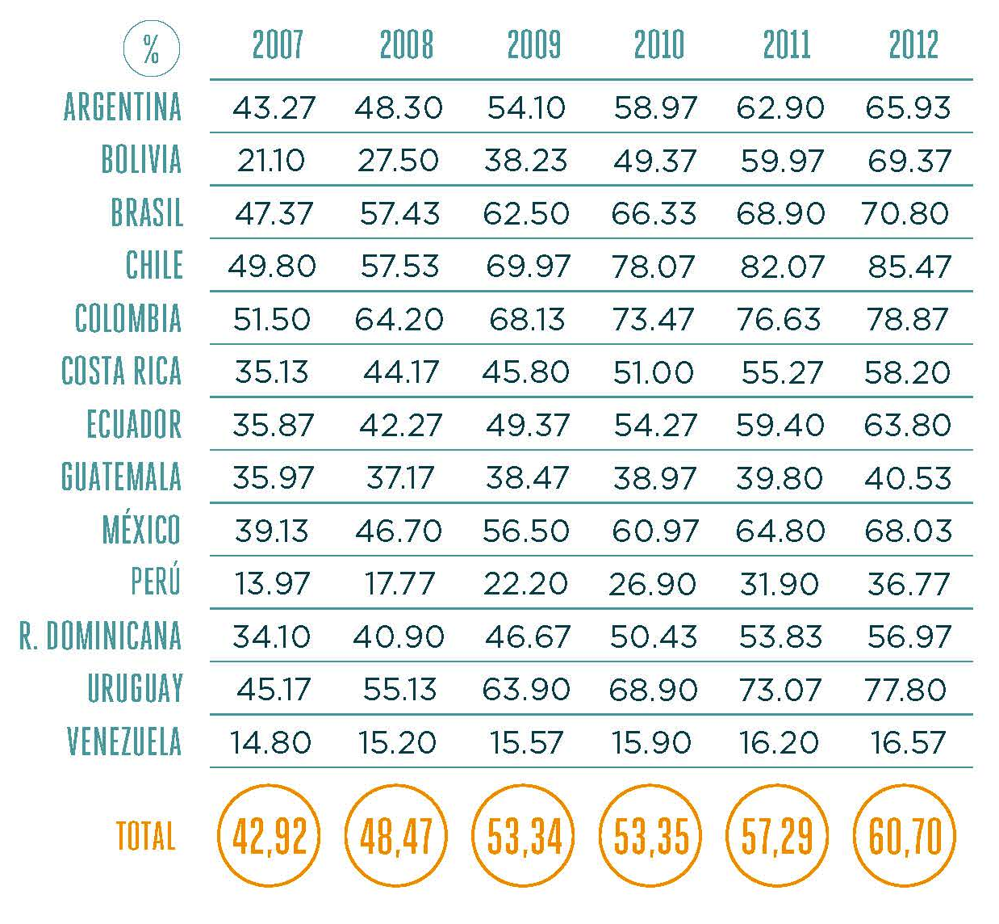 % 2007 2008 2009 2010 2011 2012
ARGENTINA 43.27 48.30 54.10 58.97 62.90 65.93
BOLIVIA 21.10 27.50 38.23 49.37 59.97 69.37
BRASIL 47.37 57.43 62.50 66.33 68.90 70.80
CHILE 49.80 57.53 69.97 78.07 82.07 85.47
COLOMBIA 51.50 64.20 68.13 73.47 76.63 78.87
COSTA RICA 35.13 44.17 45.80 51.00 55.27 58.20
ECUADOR 35.87 42.27 49.37 54.27 59.40 63.80
GUATEMALA 35.97 37.17 38.47 38.97 39.80 40.53
MÉXICO 39.13 46.70 56.50 60.97 64.80 68.03
PERÚ 13.97 17.77 22.20 26.90 31.90 36.77
R. DOMINICANA 34.10 40.90 46.67 50.43 53.83 56.97
URUGUAY 45.17 55.13 63.90 68.90 73.07 77.80
VENEZUELA 14.80 15.20 15.57 15.90 16.20 16.57
TOTAL 42,92 48,47 53,34 53,35 57,29 60,70